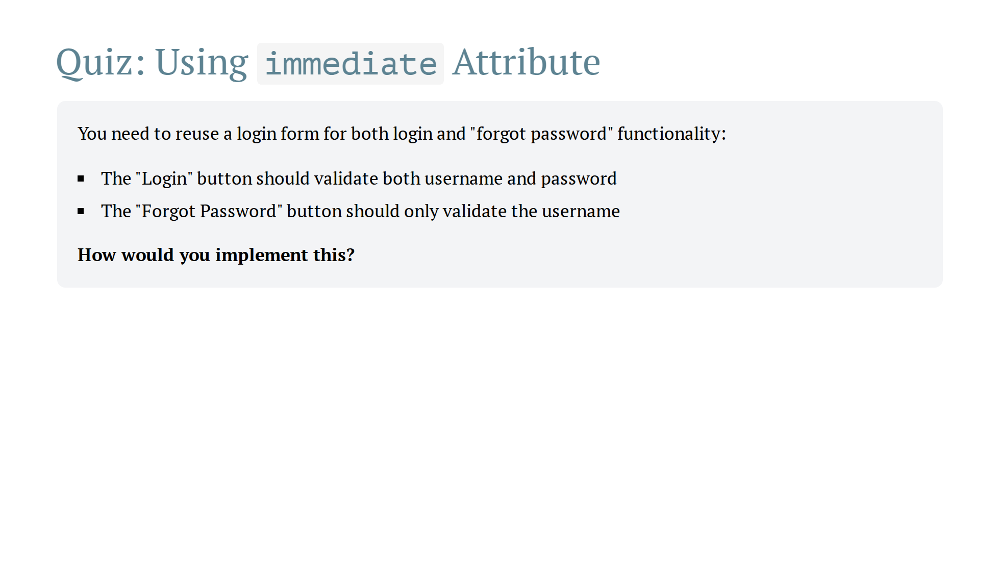 Quiz: Using immediate Attribute
You need to reuse a login form for both login and "forgot password" functionality:
▪ The "Login" button should validate both username and password
▪ The "Forgot Password" button should only validate the username
How would you implement this?